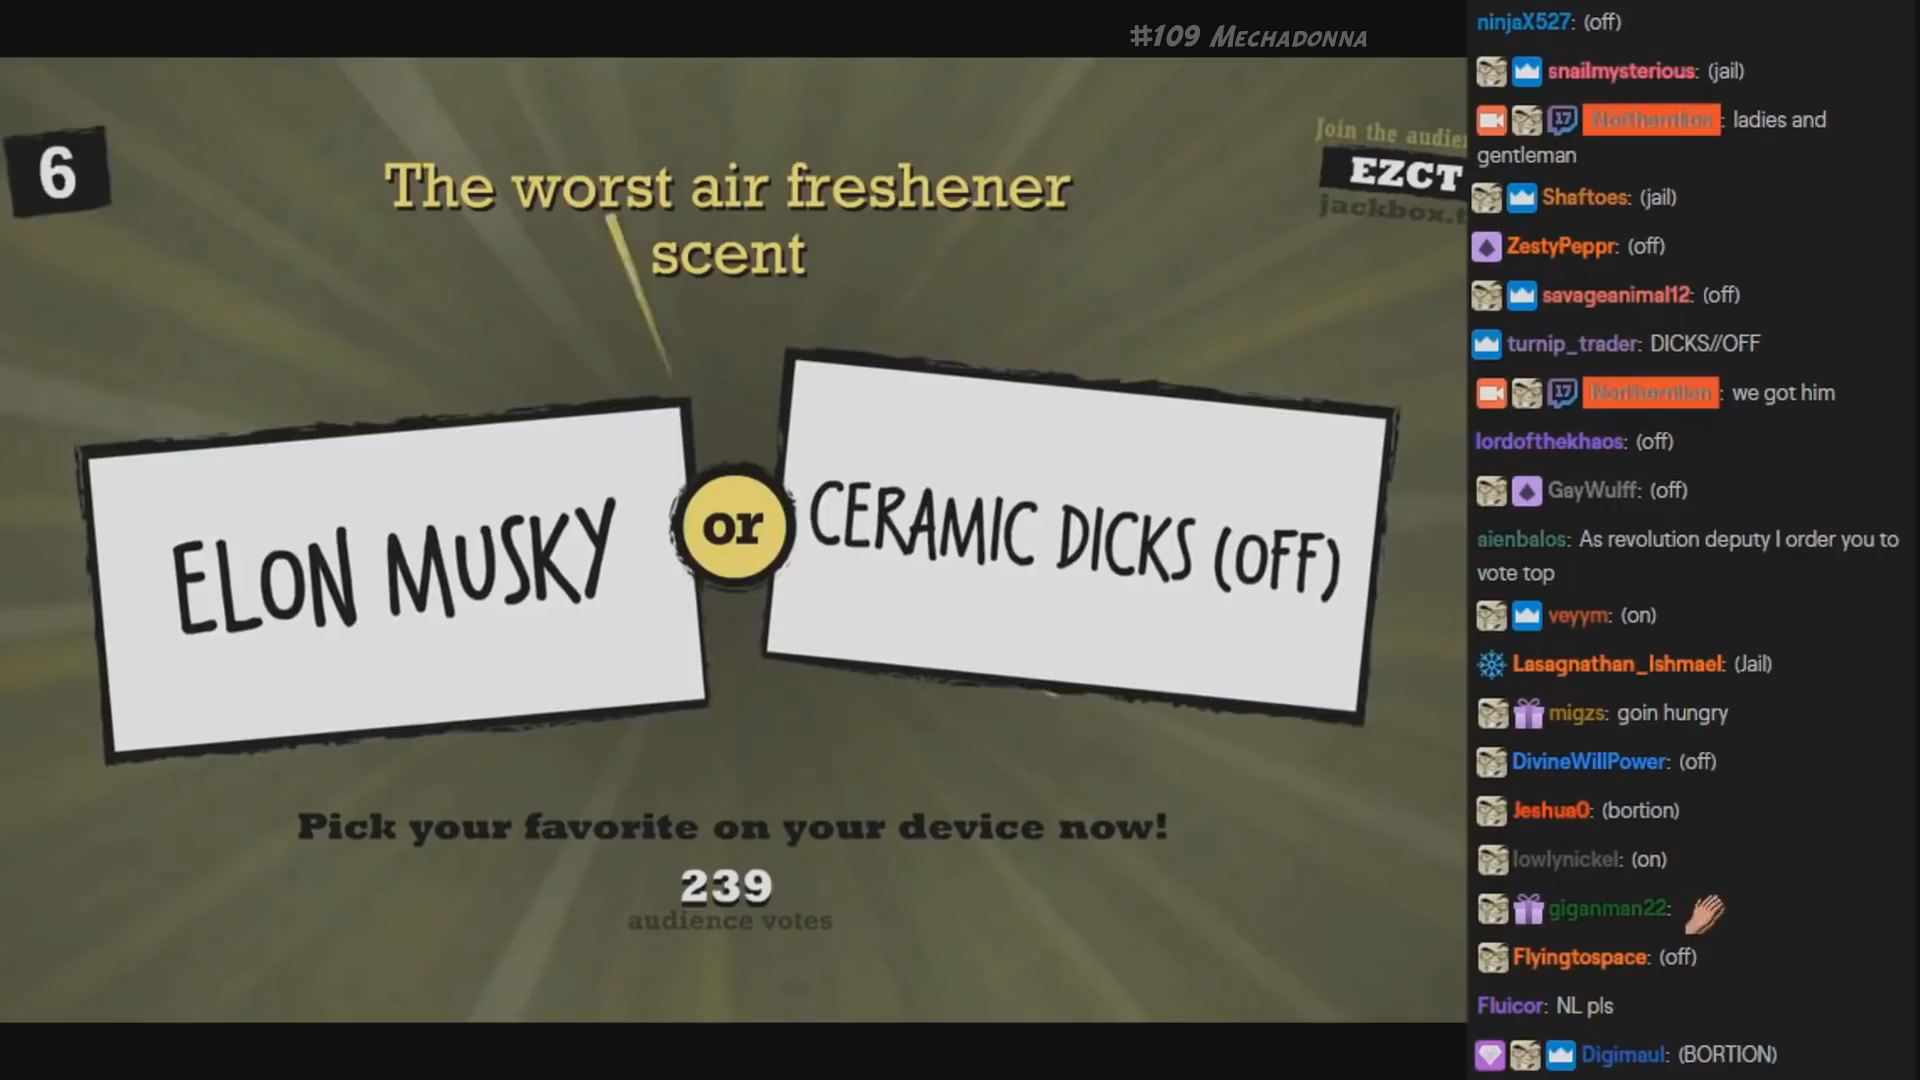 #109 MECHADONNA
6
The worst air freshener
scent
Join the audie
EZCT
jackbox.t
ELON MUSKY
or
CERAMIC DICKS (OFF)
Pick your favorite on your device now!
239
audience votes
ninjaX527: (off)
snailmysterious: (jail)
17 Northernlion: ladies and
gentleman
Shaftoes: (jail)
ZestyPeppr: (off)
savageanimal12: (off)
turnip_trader: DICKS//OFF
17 Northernlion: we got him
lordofthekhaos: (off)
GayWulff: (off)
aienbalos: As revolution deputy I order you to
vote top
veyym: (on)
Lasagnathan_Ishmael: (Jail)
migzs: goin hungry
DivineWillPower: (off)
Jeshua0: (bortion)
lowlynickel: (on)
giganman22:
Flyingtospace: (off)
Fluicor: NL pls
Digimaul: (BORTION)